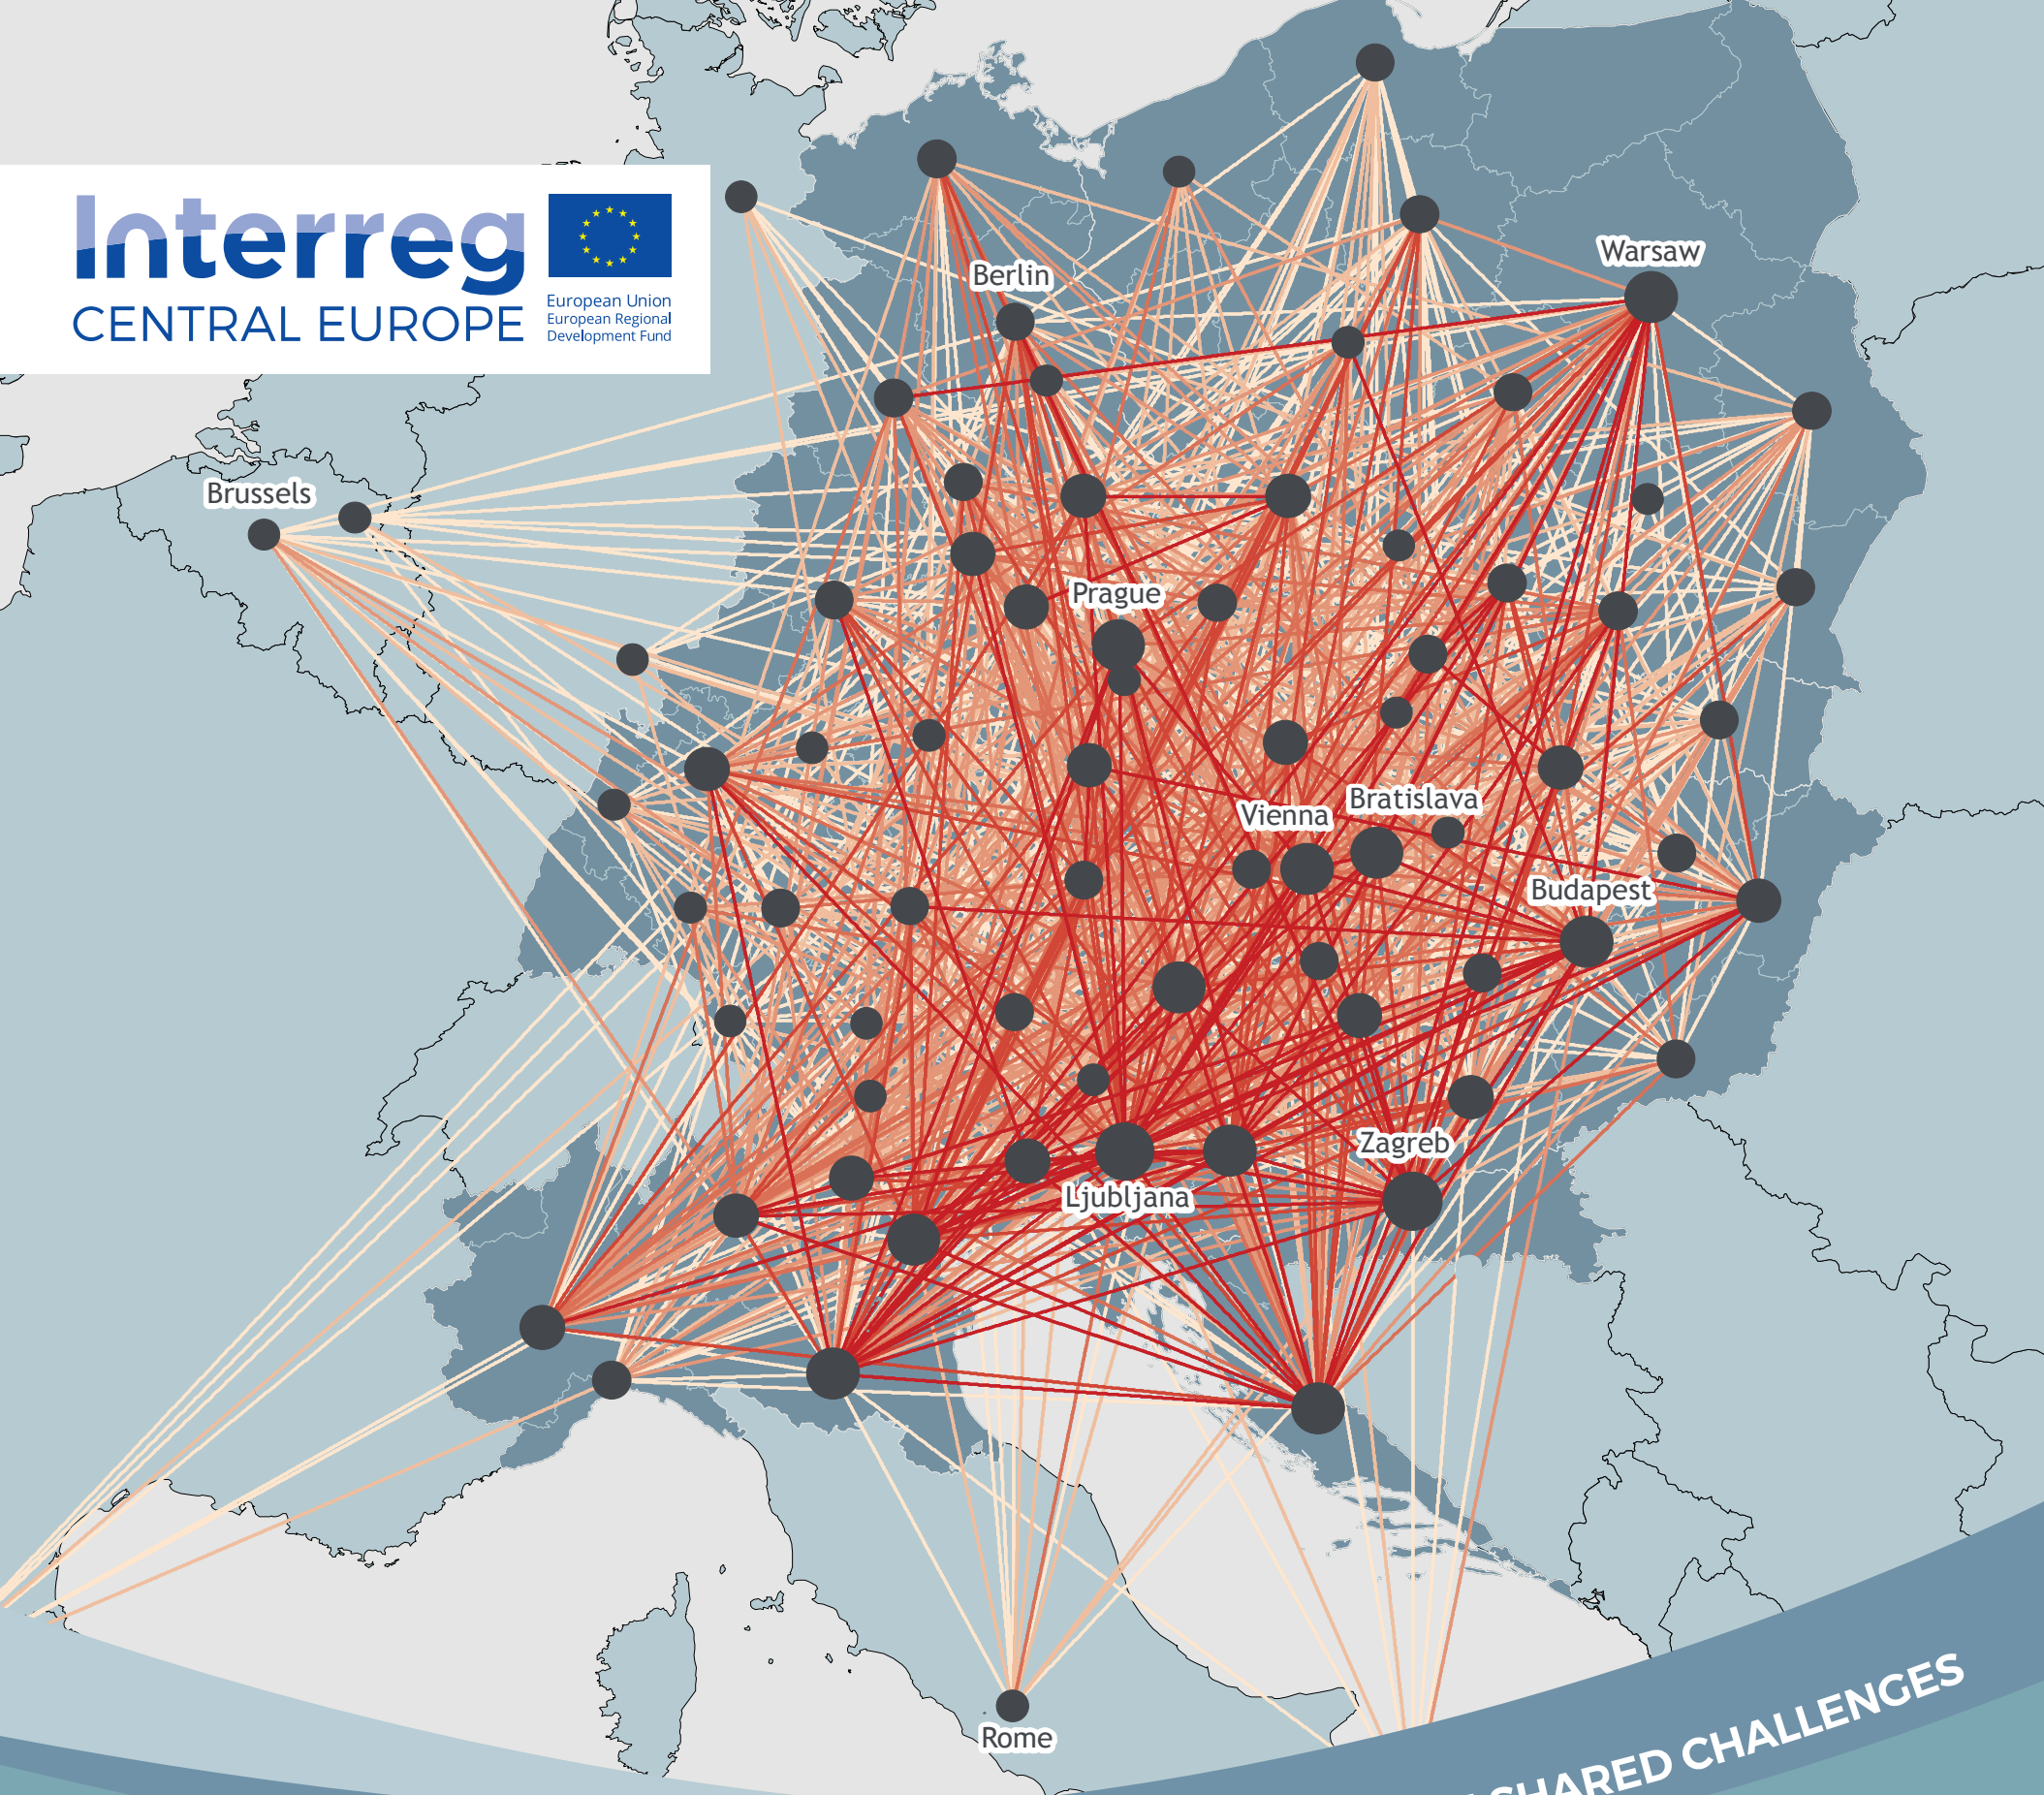 Interreg
CENTRAL EUROPE
European Union
European Regional
Development Fund
Warsaw
Berlin
Brussels
Prague
Bratislava
Vienna
Budapest
Zagreb
Ljubljana
Rome
SHARED CHALLENGES